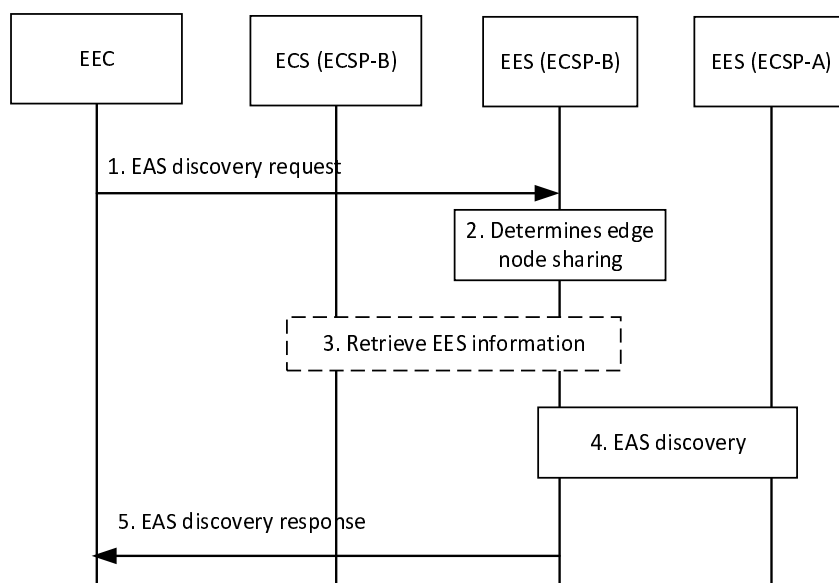 EEC
ECS (ECSP-B)
EES (ECSP-B)
EES (ECSP-A)
1. EAS discovery request
2. Determines edge
node sharing
3. Retrieve EES information
4. EAS discovery
5. EAS discovery response